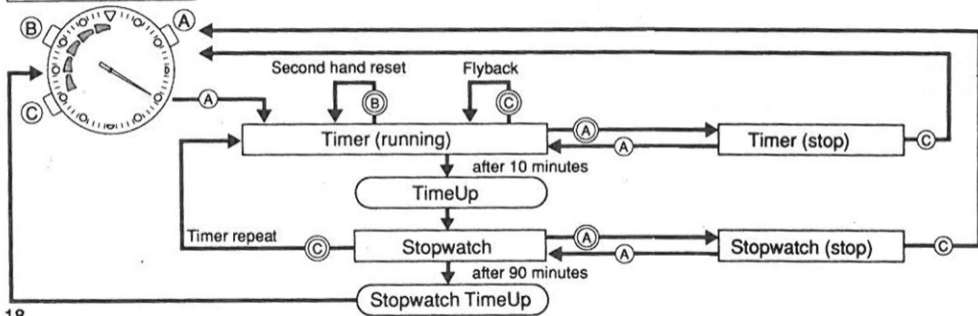 B
A
C
Second hand reset
Flyback
A
B
C
Timer (running)
A
A
Timer (stop)
C
after 10 minutes
TimeUp
Timer repeat
C
Stopwatch
A
A
Stopwatch (stop)
C
after 90 minutes
Stopwatch TimeUp
18